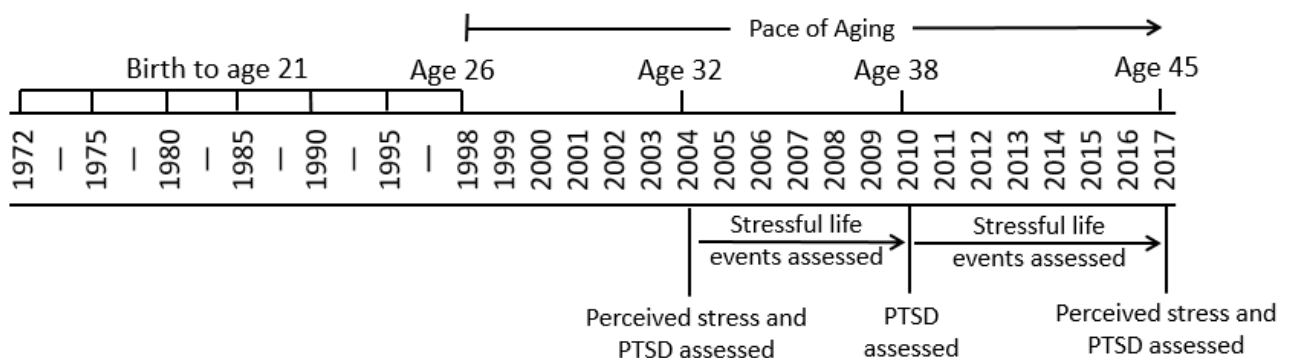 Pace of Aging
Birth to age 21
Age 26
Age 32
Age 38
Age 45
1972
–
1975
–
1980
–
1985
–
1990
–
1995
–
1998
1999
2000
2001
2002
2003
2004
2005
2006
2007
2008
2009
2010
2011
2012
2013
2014
2015
2016
2017
Stressful life
events assessed
Stressful life
events assessed
Perceived stress and
PTSD assessed
PTSD
assessed
Perceived stress and
PTSD assessed